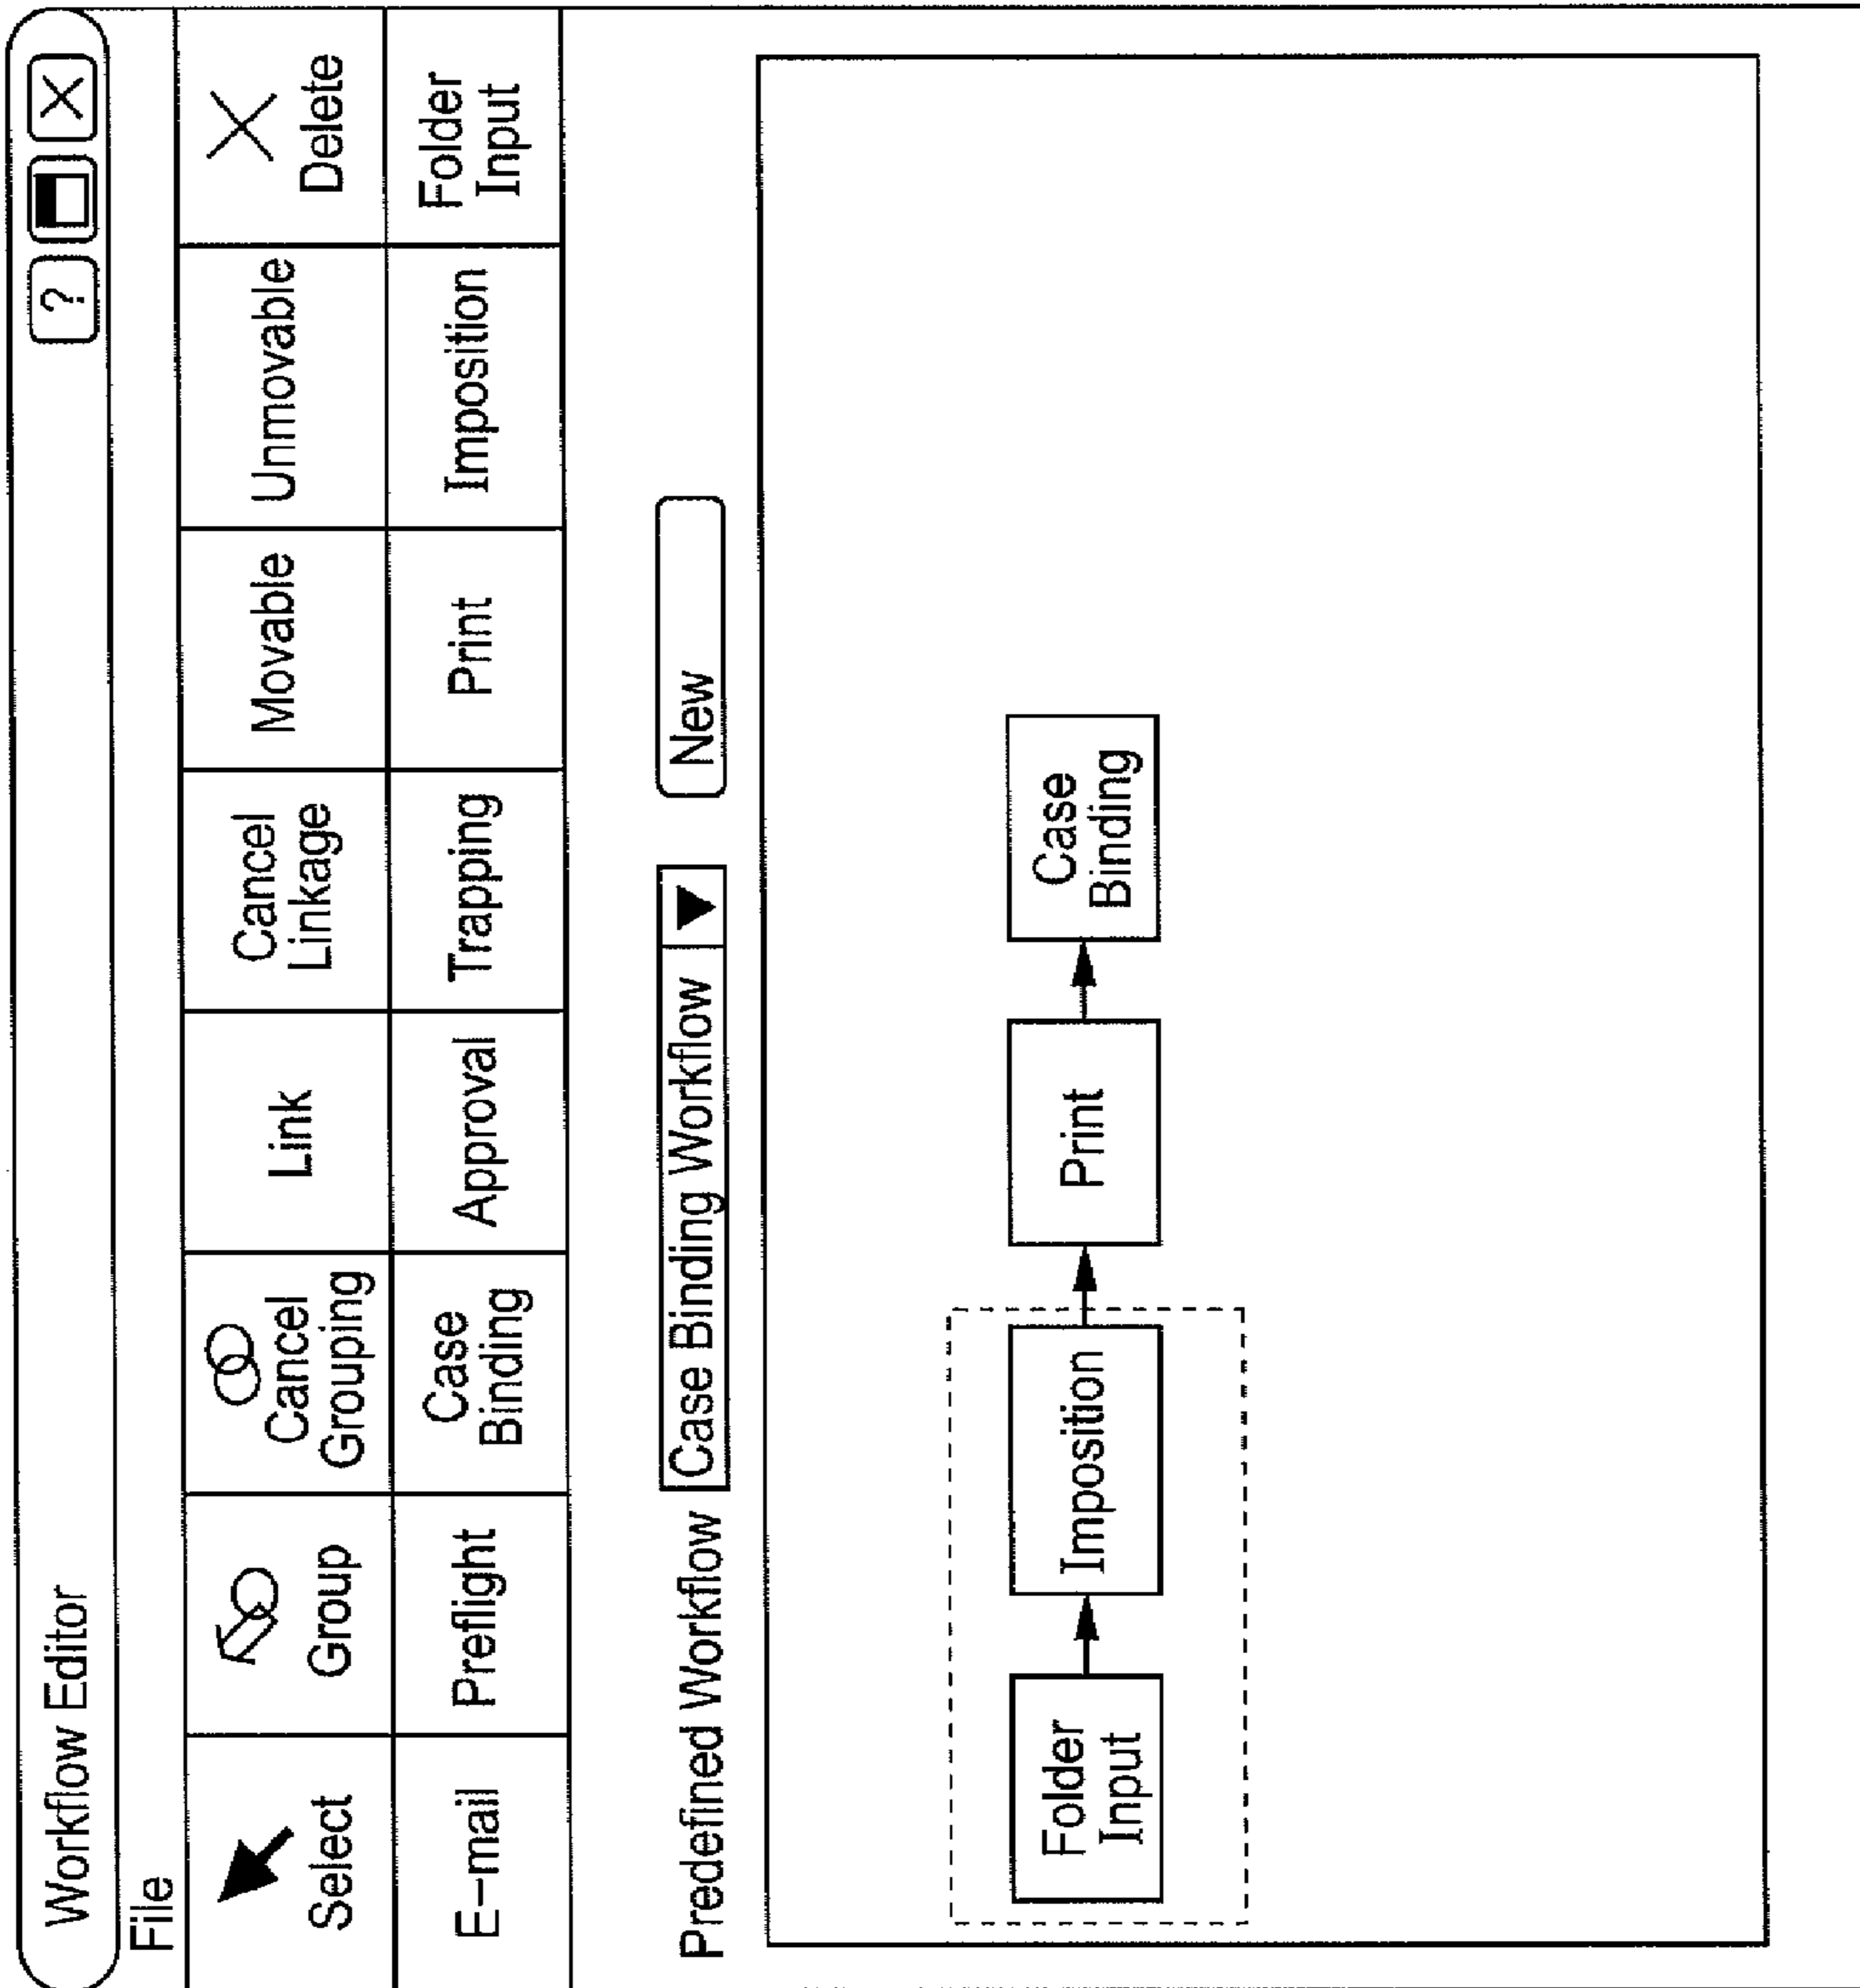 Workflow Editor
?
File
Select
Group
Cancel
Grouping
Link
Cancel
Linkage
Movable
Unmovable
Delete
E-mail
Preflight
Case
Binding
Approval
Trapping
Print
Imposition
Folder
Input
Predefined Workflow
Case Binding Workflow
New
Folder
Input
Imposition
Print
Case
Binding